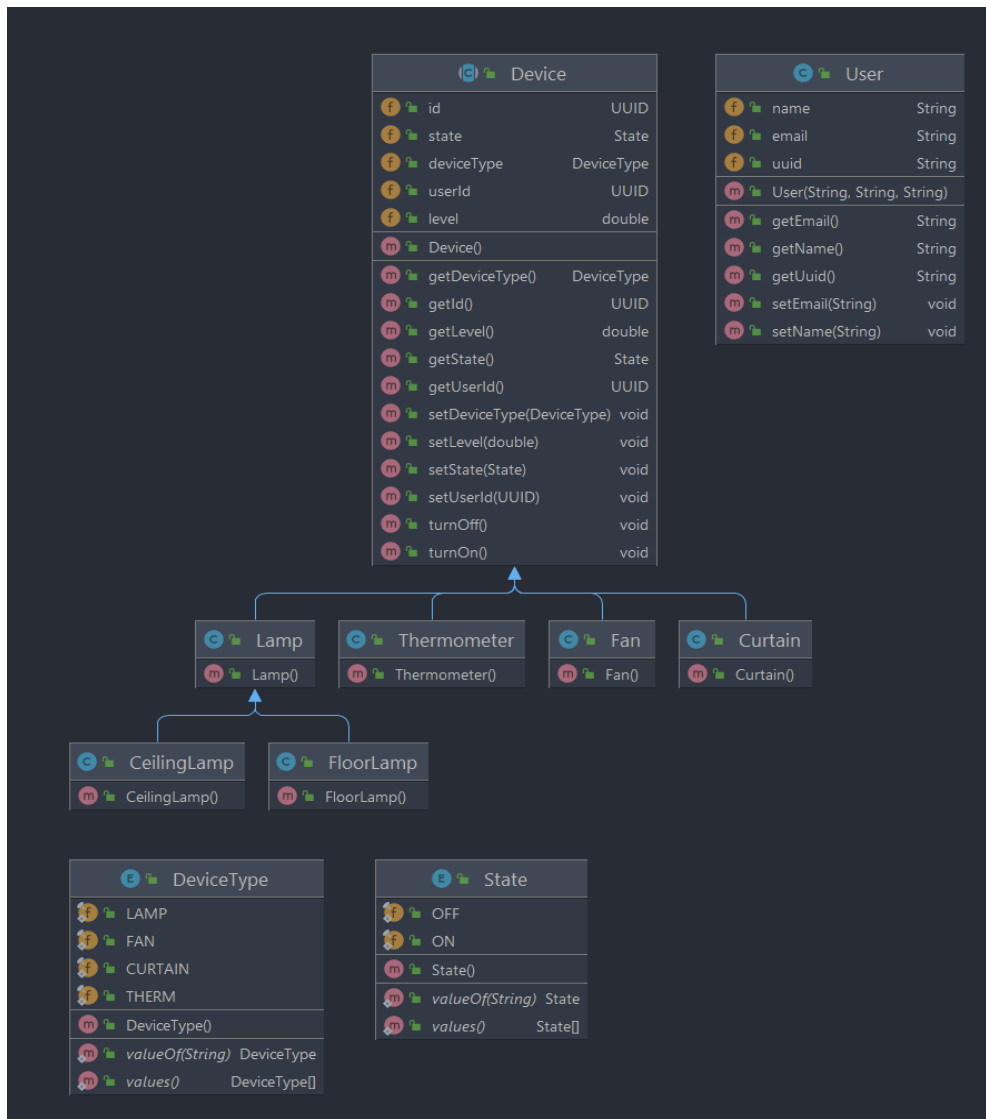 Device
id UUID
state State
deviceType DeviceType
userId UUID
level double
Device()
getDeviceType() DeviceType
getId() UUID
getLevel() double
getState() State
getUserId() UUID
setDeviceType(DeviceType) void
setLevel(double) void
setState(State) void
setUserId(UUID) void
turnOff() void
turnOn() void
User
name String
email String
uuid String
User(String, String, String)
getEmail() String
getName() String
getUuid() String
setEmail(String) void
setName(String) void
Lamp
Lamp()
Thermometer
Thermometer()
Fan
Fan()
Curtain
Curtain()
CeilingLamp
CeilingLamp()
FloorLamp
FloorLamp()
DeviceType
LAMP
FAN
CURTAIN
THERM
DeviceType()
valueOf(String) DeviceType
values() DeviceType[]
State
OFF
ON
State()
valueOf(String) State
values() State[]